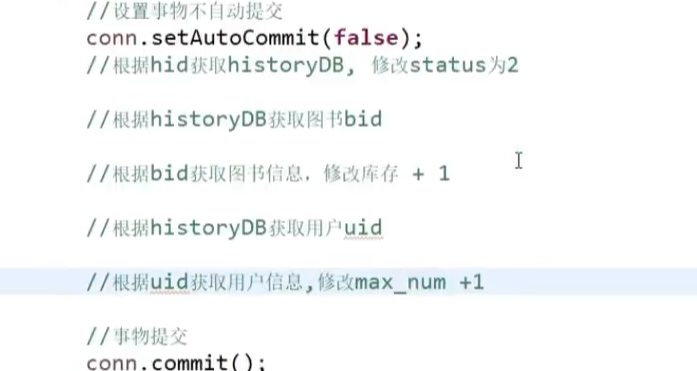 //设置事物不自动提交
conn.setAutoCommit(false);
//根据hid获取historyDB, 修改status为2
//根据historyDB获取图书bid
//根据bid获取图书信息, 修改库存 + 1
//根据historyDB获取用户uid
//根据uid获取用户信息,修改max_num +1
//事物提交
conn.commit();